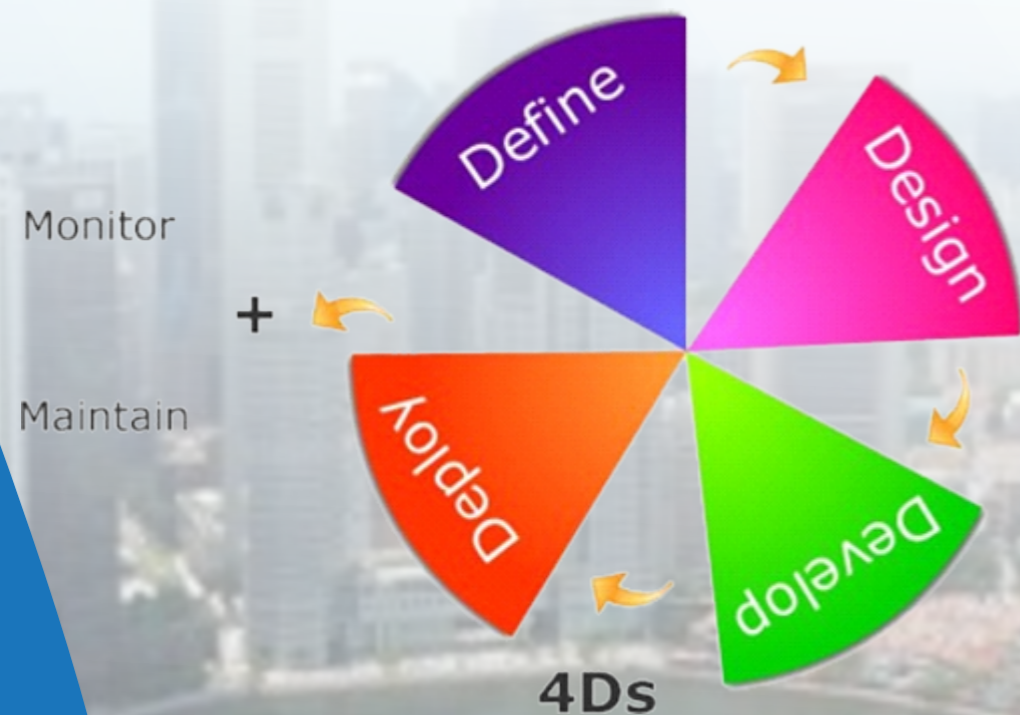 Define
Design
Develop
Deploy
Monitor
+
Maintain
4Ds